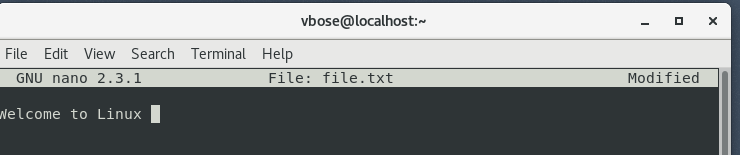 vbose@localhost:~
File Edit View Search Terminal Help
GNU nano 2.3.1 File: file.txt Modified
Welcome to Linux